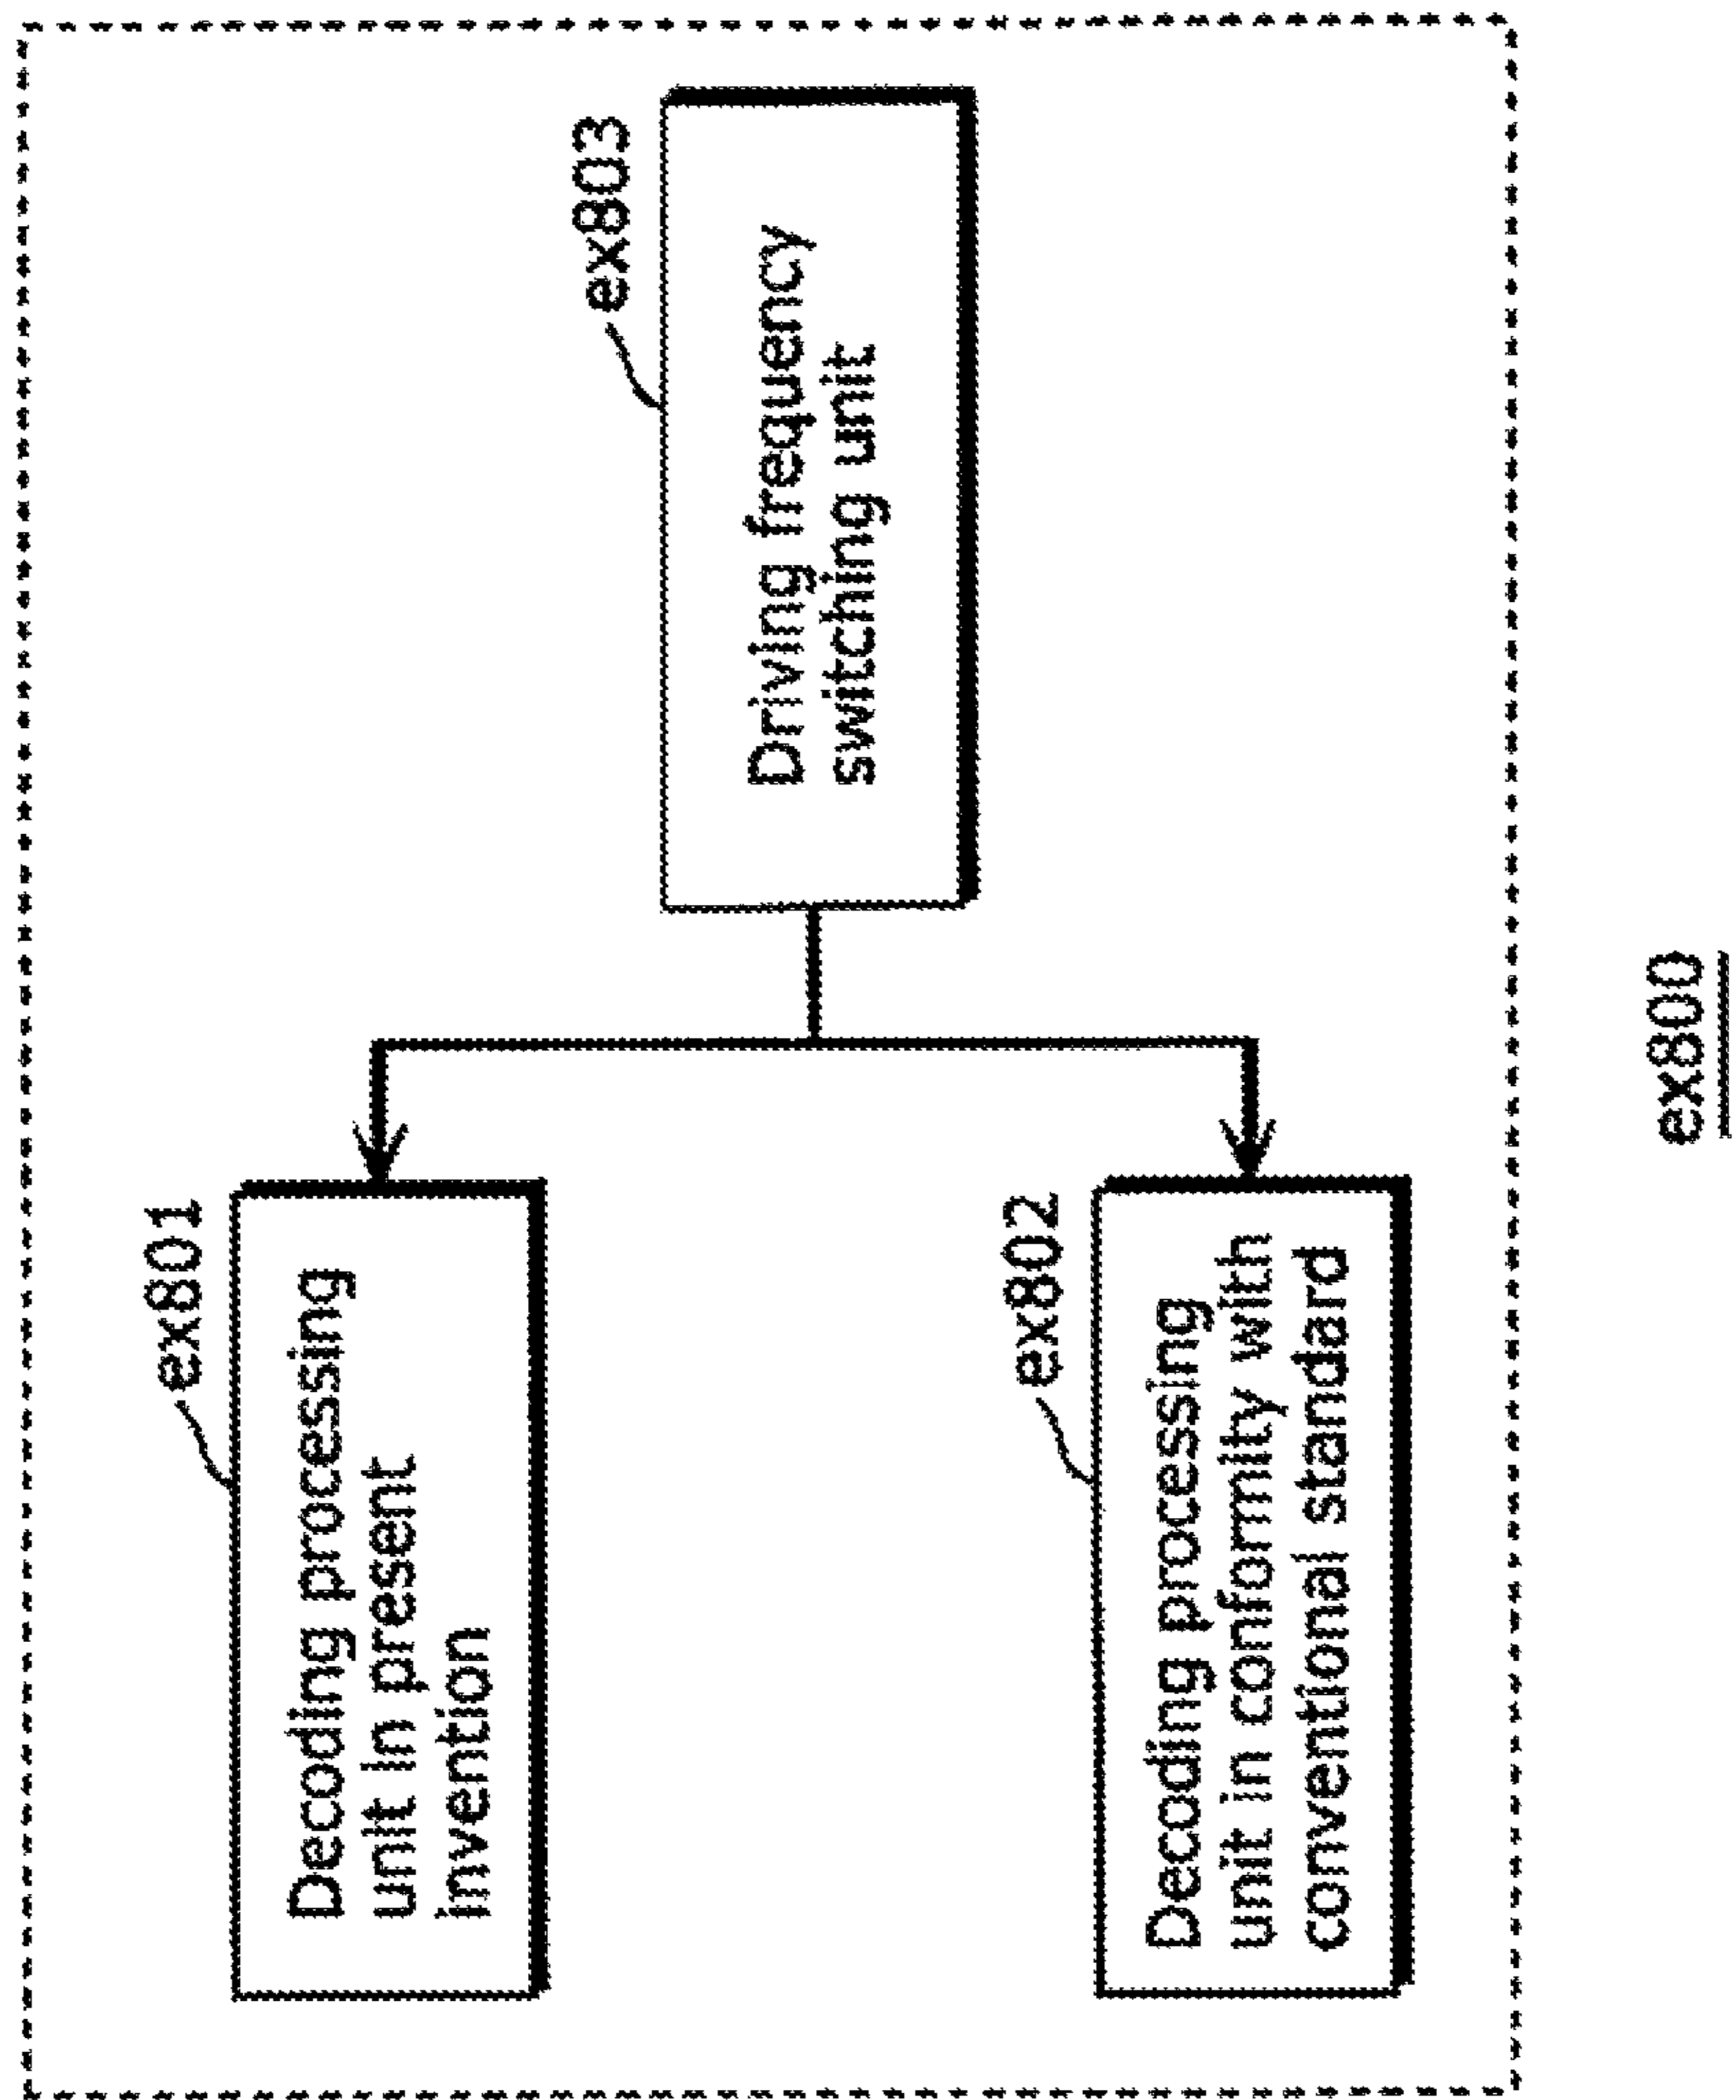 ex801
Decoding processing
unit in present
invention
ex803
Driving frequency
switching unit
ex802
Decoding processing
unit in conformity with
conventional standard
ex800